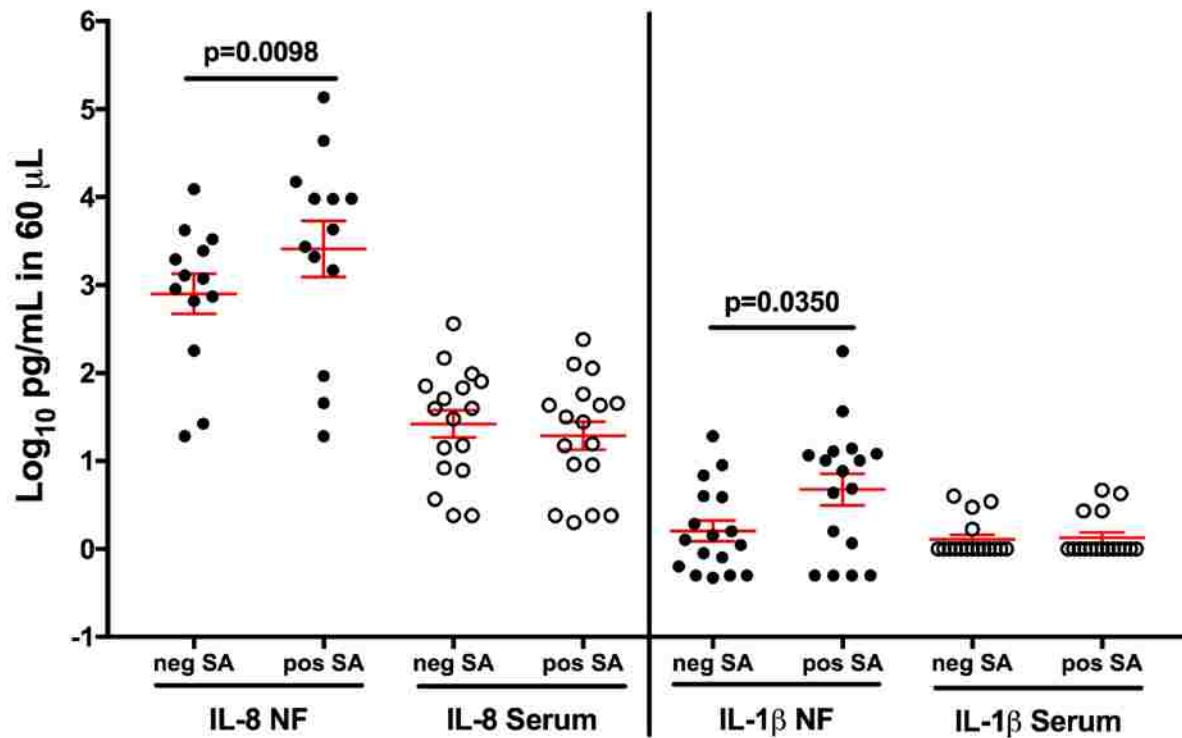 Log10 pg/mL in 60 μL
6
5
4
3
2
1
0
-1
p=0.0098
p=0.0350
neg SA pos SA neg SA pos SA neg SA pos SA neg SA pos SA
IL-8 NF IL-8 Serum IL-1β NF IL-1β Serum